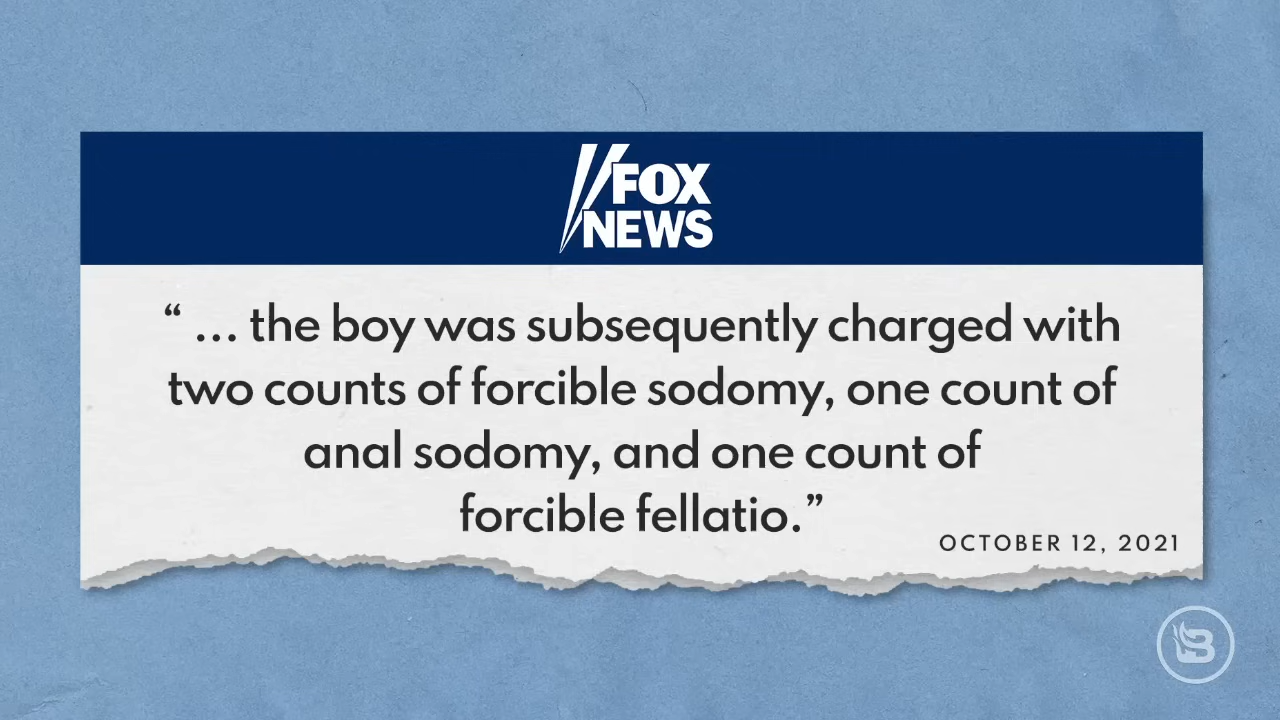 FOX
NEWS
“ ... the boy was subsequently charged with
two counts of forcible sodomy, one count of
anal sodomy, and one count of
forcible fellatio.”
OCTOBER 12, 2021
B